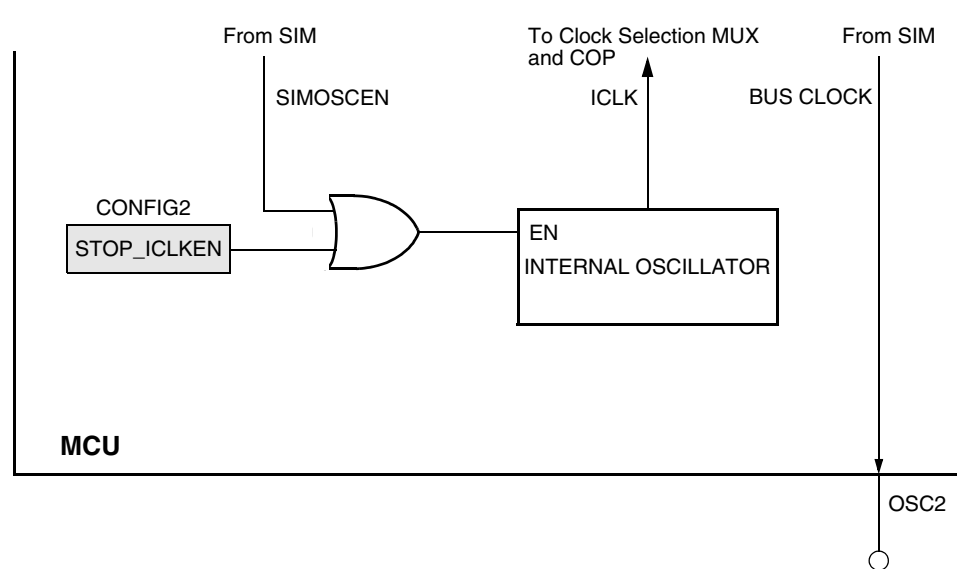 From SIM
To Clock Selection MUX
and COP
From SIM
SIMOSCEN
ICLK
BUS CLOCK
CONFIG2
STOP_ICLKEN
EN
INTERNAL OSCILLATOR
MCU
OSC2